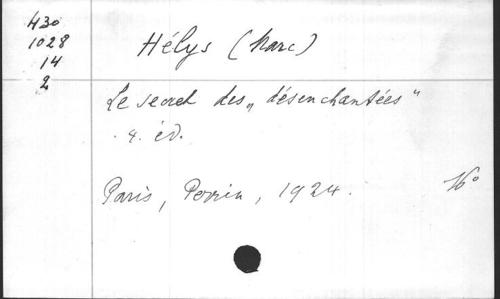 430
1028
14
2
Hélys (Marc)
Le secret des „désenchantées"
. 4. éd.
Paris, Perrin, 1924.
16°